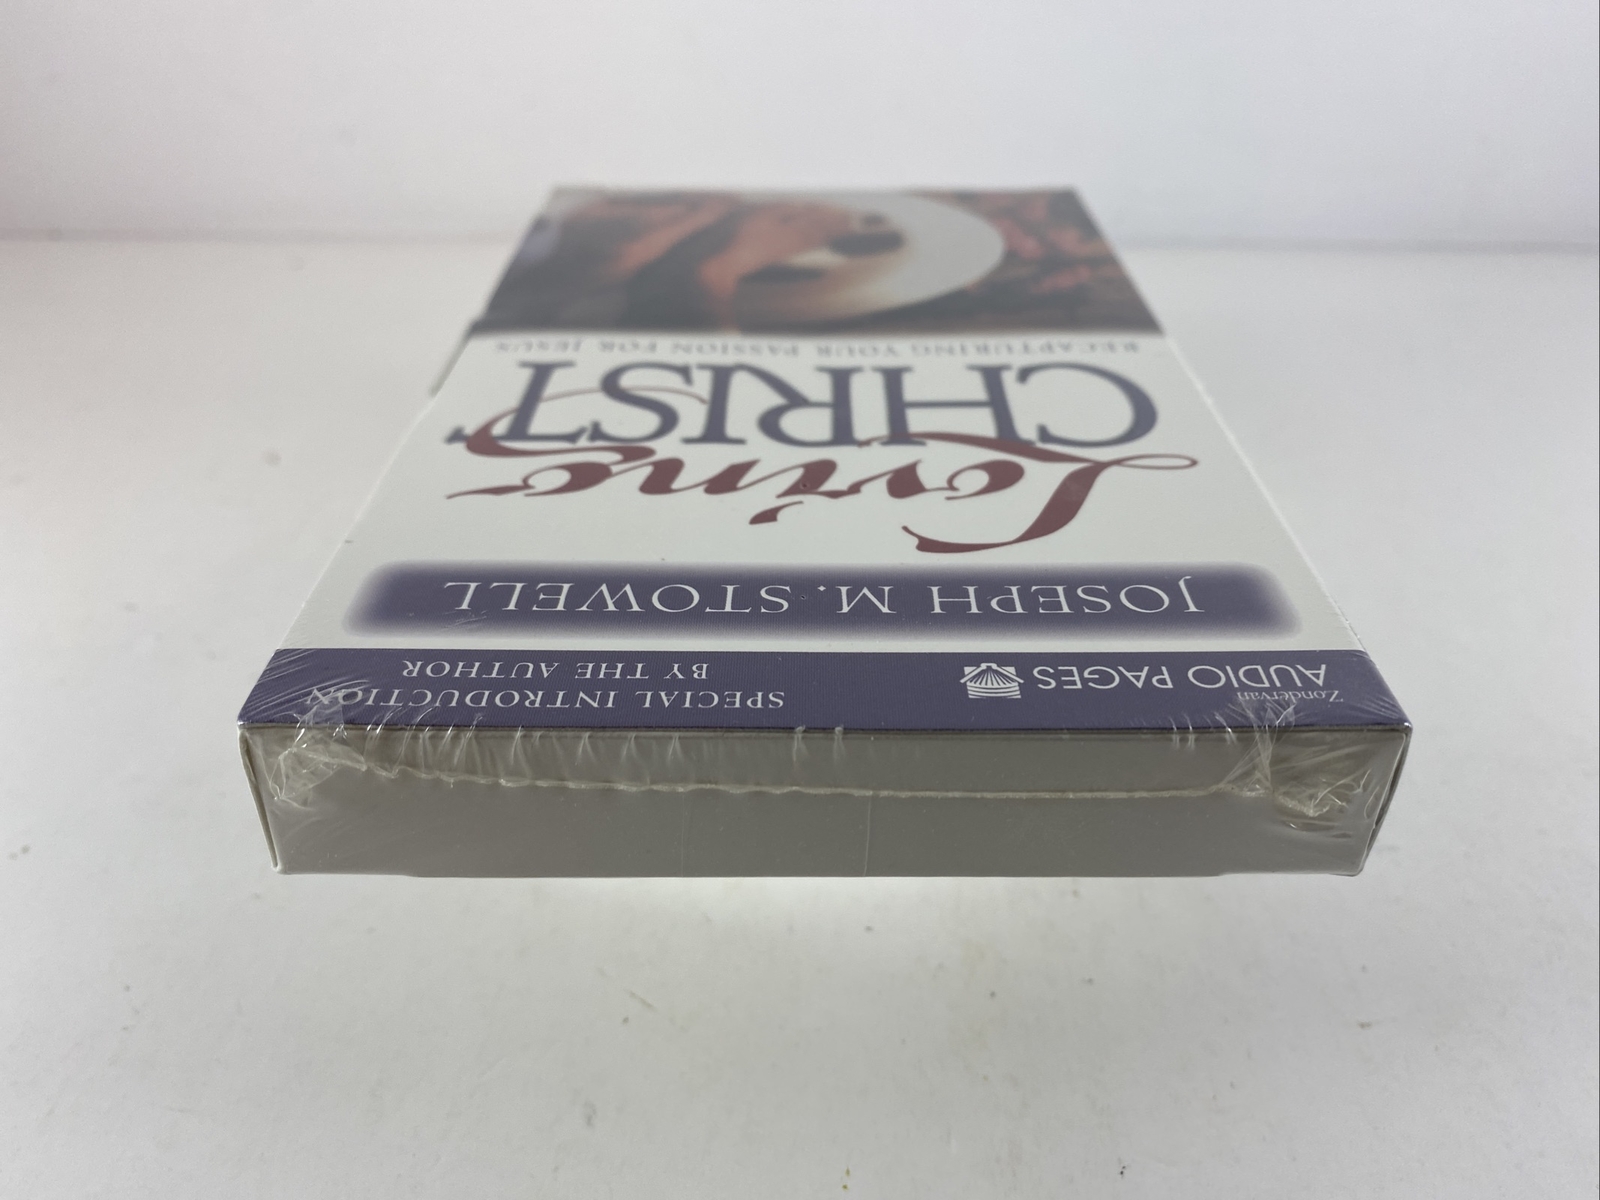 Zondervan
AUDIO PAGES
SPECIAL INTRODUCTION
BY THE AUTHOR
JOSEPH M. STOWELL
Loving
CHRIST
RECAPTURING YOUR PASSION FOR JESUS